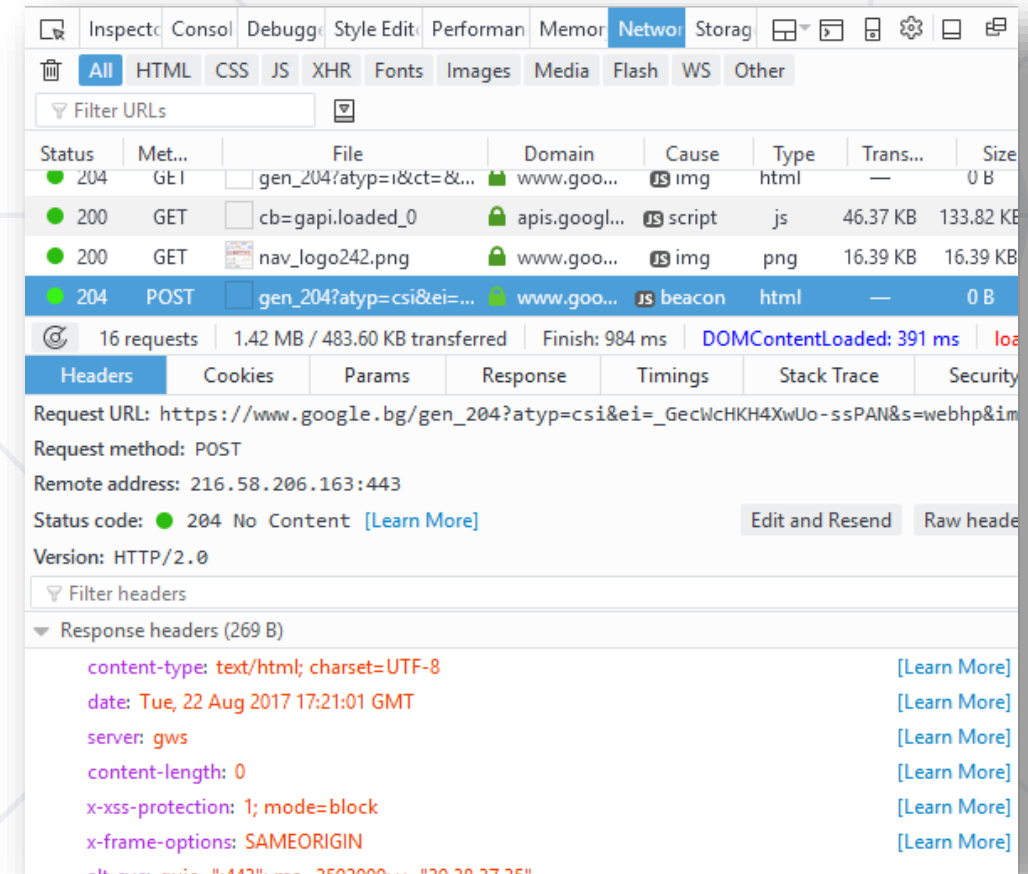 Inspecto Consol Debugge Style Edito Performan Memor Networ Storag
All HTML CSS JS XHR Fonts Images Media Flash WS Other
Filter URLs
Status Met... File Domain Cause Type Trans... Size
204 GET gen_204?atyp=i&ct=&... www.goo... JS img html — 0 B
200 GET cb=gapi.loaded_0 apis.googl... JS script js 46.37 KB 133.82 KB
200 GET nav_logo242.png www.goo... JS img png 16.39 KB 16.39 KB
204 POST gen_204?atyp=csi&ei=... www.goo... JS beacon html — 0 B
16 requests 1.42 MB / 483.60 KB transferred Finish: 984 ms DOMContentLoaded: 391 ms loa
Headers Cookies Params Response Timings Stack Trace Security
Request URL: https://www.google.bg/gen_204?atyp=csi&ei=_GecWcHKH4XwUo-ssPAN&s=webhp&im
Request method: POST
Remote address: 216.58.206.163:443
Status code: 204 No Content [Learn More] Edit and Resend Raw heade
Version: HTTP/2.0
Filter headers
Response headers (269 B)
content-type: text/html; charset=UTF-8 [Learn More]
date: Tue, 22 Aug 2017 17:21:01 GMT [Learn More]
server: gws [Learn More]
content-length: 0 [Learn More]
x-xss-protection: 1; mode=block [Learn More]
x-frame-options: SAMEORIGIN [Learn More]